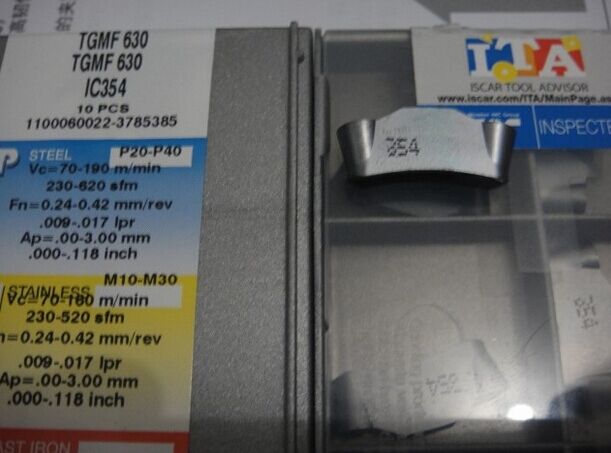 TGMF 630
TGMF 630
IC354
10 PCS
1100060022-3785385
P STEEL P20-P40
Vc=70-190 m/min
230-620 sfm
Fn=0.24-0.42 mm/rev
.009-.017 Ipr
Ap=.00-3.00 mm
.000-.118 inch
STAINLESS M10-M30
Vc=70-160 m/min
230-520 sfm
n=0.24-0.42 mm/rev
.009-.017 Ipr
Ap=.00-3.00 mm
.000-.118 inch
AST IRON
ITA
ISCAR TOOL ADVISOR
www.iscar.com/ITA/MainPage.as
INSPECTE
354
354
354